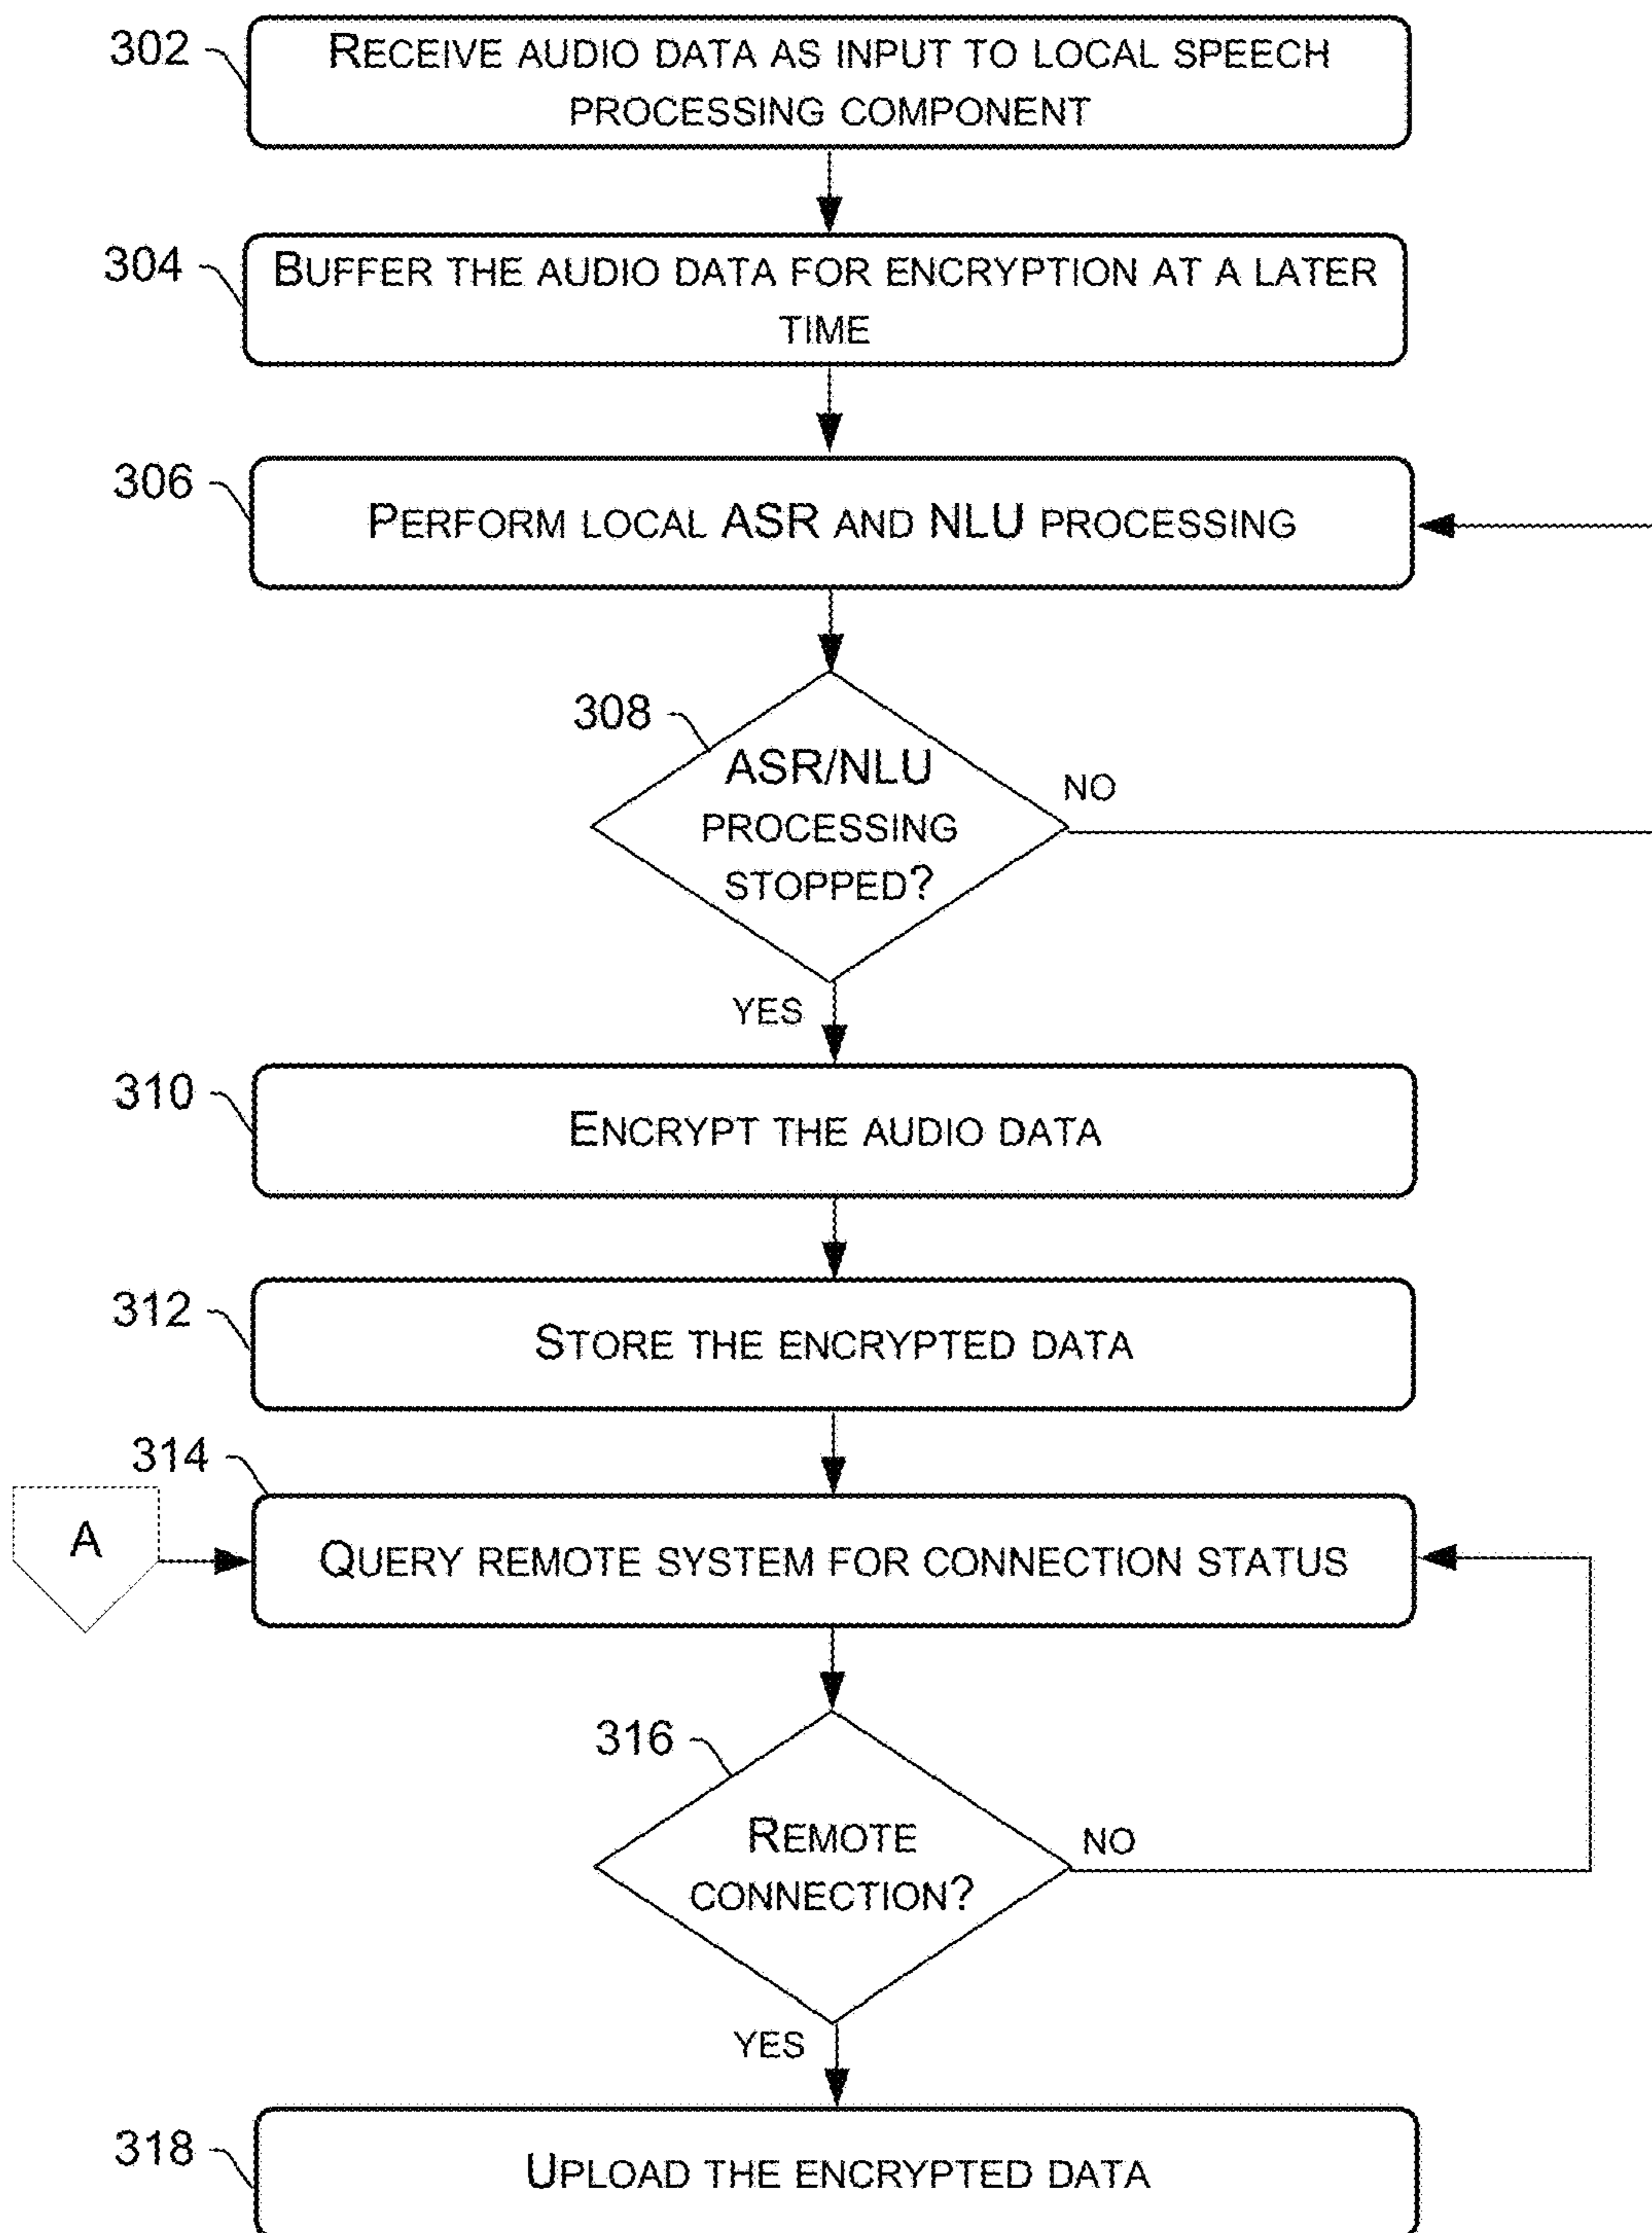 302
RECEIVE AUDIO DATA AS INPUT TO LOCAL SPEECH
PROCESSING COMPONENT
304
BUFFER THE AUDIO DATA FOR ENCRYPTION AT A LATER
TIME
306
PERFORM LOCAL ASR AND NLU PROCESSING
308
ASR/NLU
PROCESSING
STOPPED?
NO
YES
310
ENCRYPT THE AUDIO DATA
312
STORE THE ENCRYPTED DATA
314
A
QUERY REMOTE SYSTEM FOR CONNECTION STATUS
316
REMOTE
CONNECTION?
NO
YES
318
UPLOAD THE ENCRYPTED DATA